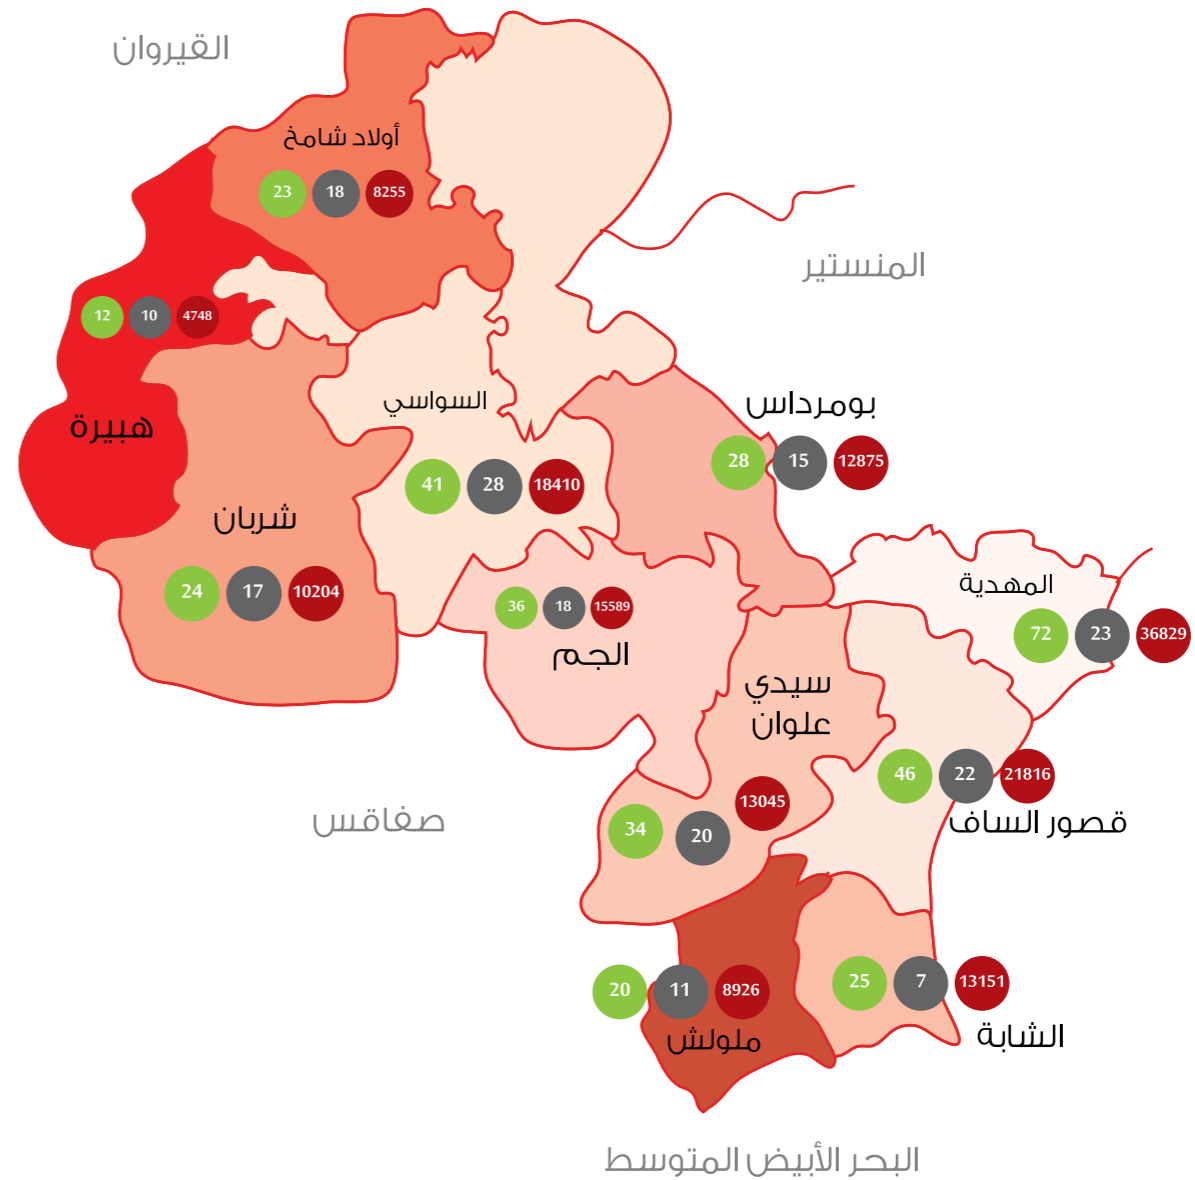 القيروان
أولاد شامخ
23 18 8255
المنستير
12 10 4748
هبيرة
السواسي
41 28 18410
بومرداس
28 15 12875
شربان
24 17 10204
المهدية
72 23 36829
36 18 15589
الجم
سيدي
علوان
34 20 13045
46 22 21816
قصور الساف
صفاقس
20 11 8926
ملولش
25 7 13151
الشابة
البحر الأبيض المتوسط